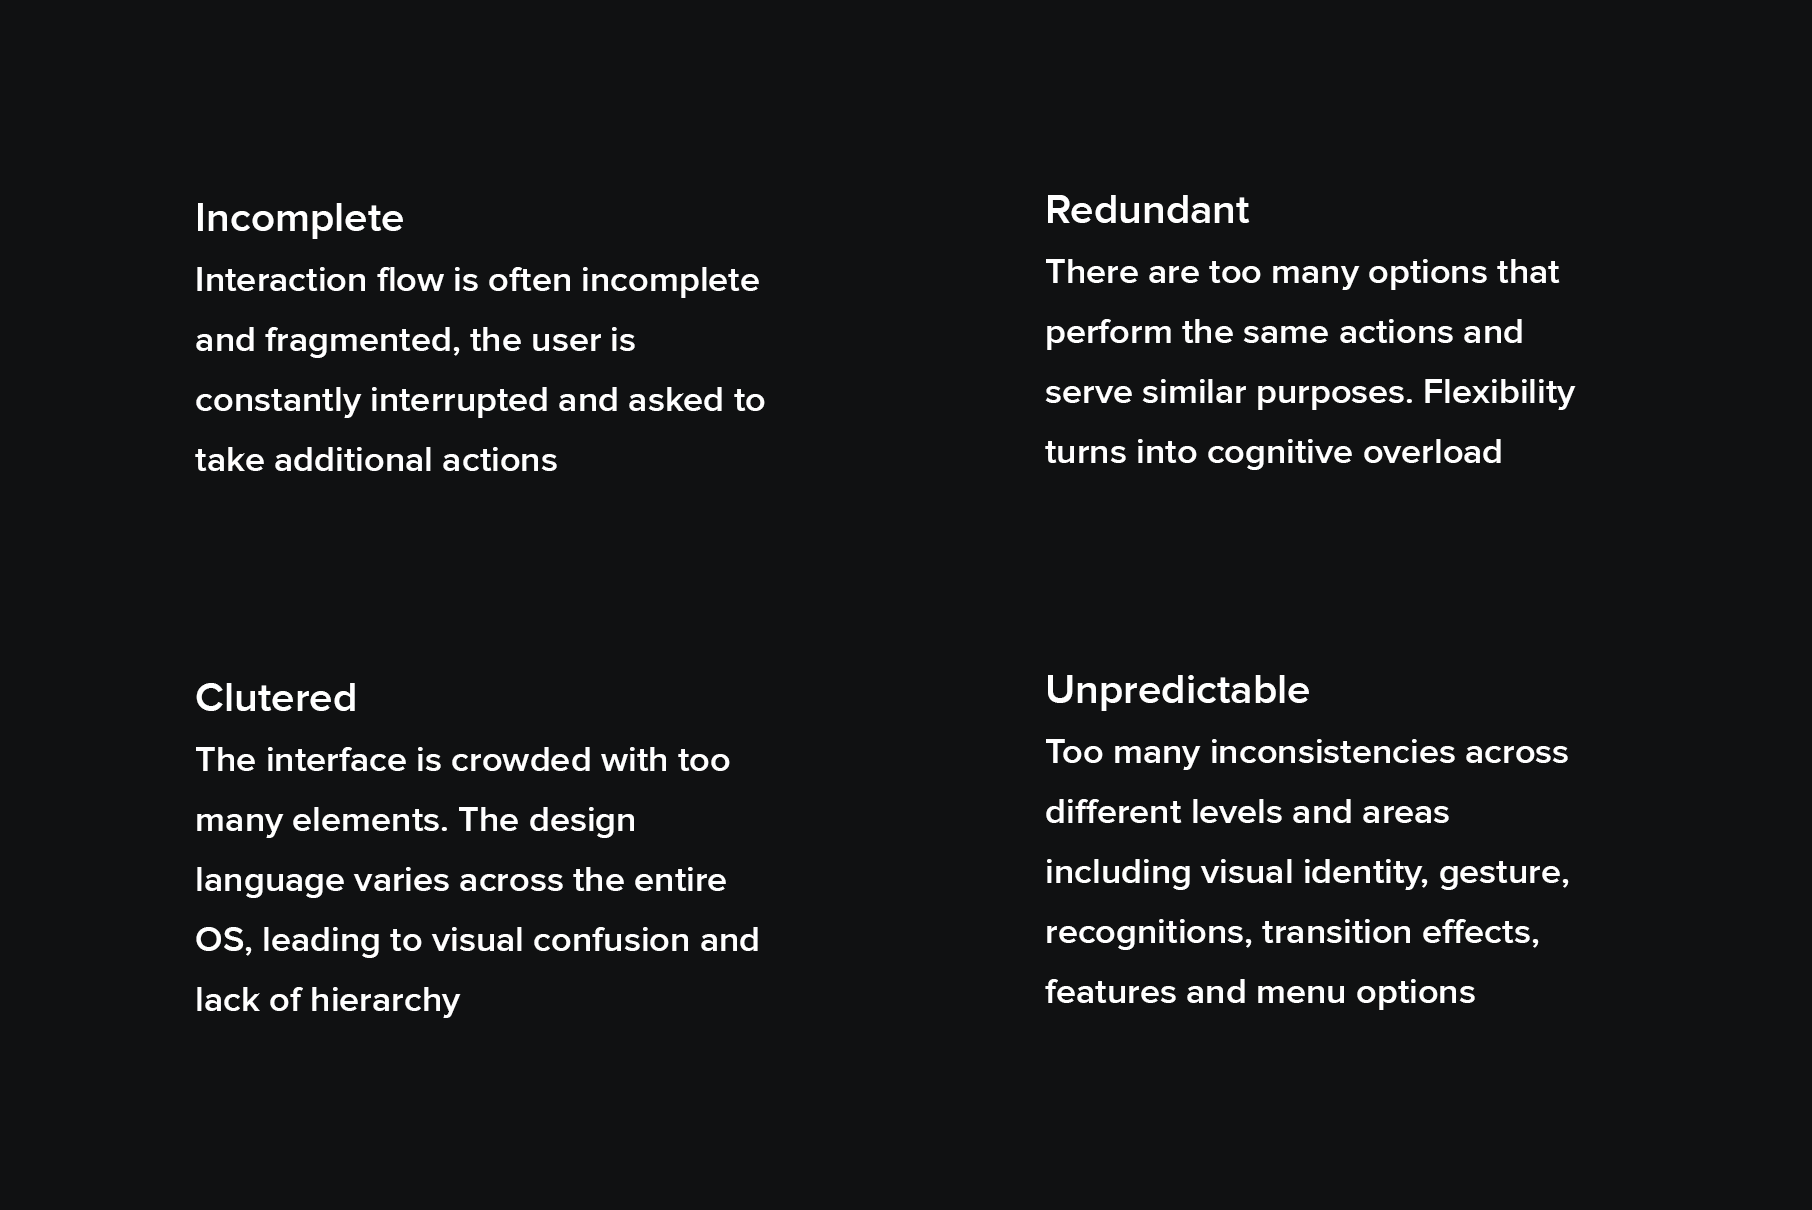 Incomplete
Interaction flow is often incomplete
and fragmented, the user is
constantly interrupted and asked to
take additional actions
Redundant
There are too many options that
perform the same actions and
serve similar purposes. Flexibility
turns into cognitive overload
Clutered
The interface is crowded with too
many elements. The design
language varies across the entire
OS, leading to visual confusion and
lack of hierarchy
Unpredictable
Too many inconsistencies across
different levels and areas
including visual identity, gesture,
recognitions, transition effects,
features and menu options